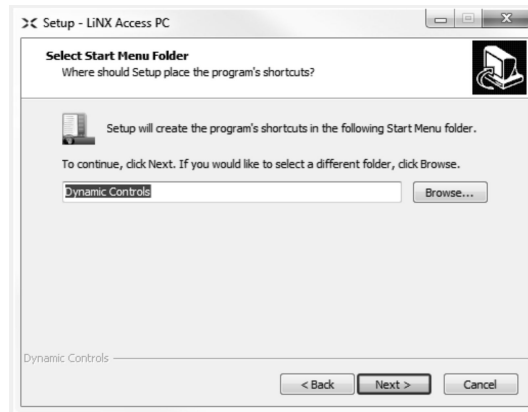 Setup - LiNX Access PC
Select Start Menu Folder
Where should Setup place the program's shortcuts?
Setup will create the program's shortcuts in the following Start Menu folder.
To continue, click Next. If you would like to select a different folder, click Browse.
Dynamic Controls
Browse...
Dynamic Controls
< Back
Next >
Cancel